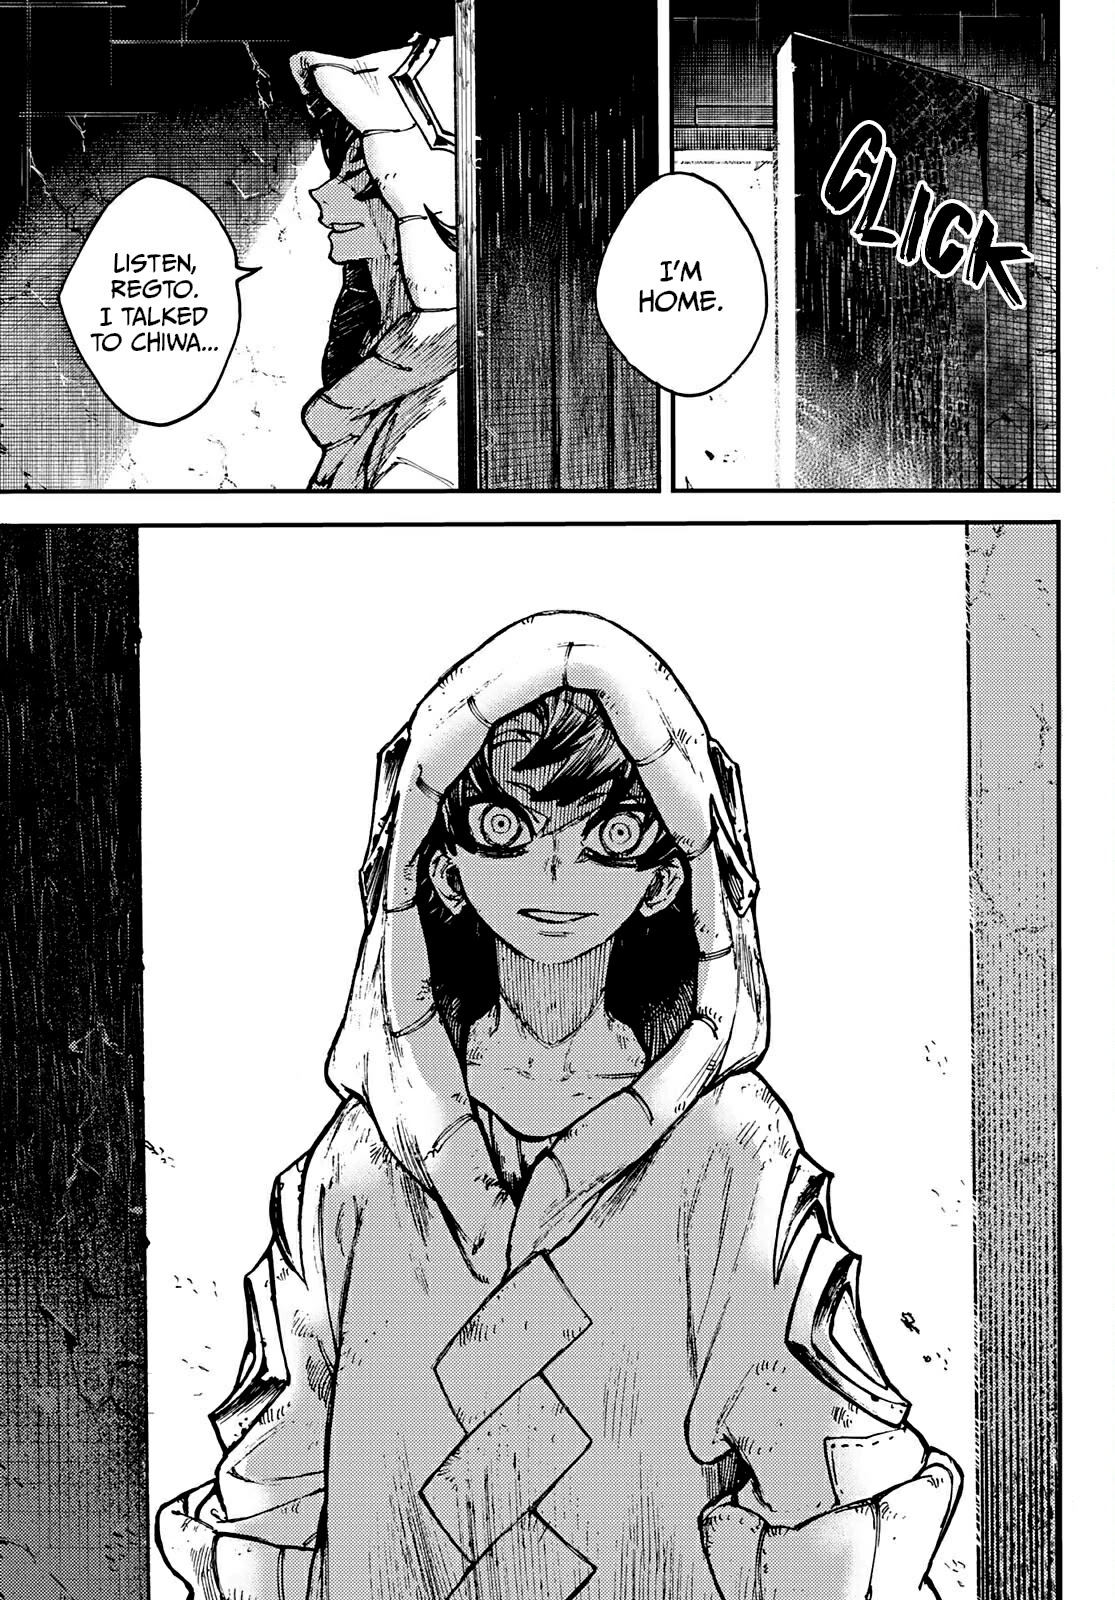 CLICK
I'M
HOME.
LISTEN,
REGTO.
I TALKED
TO CHIWA...